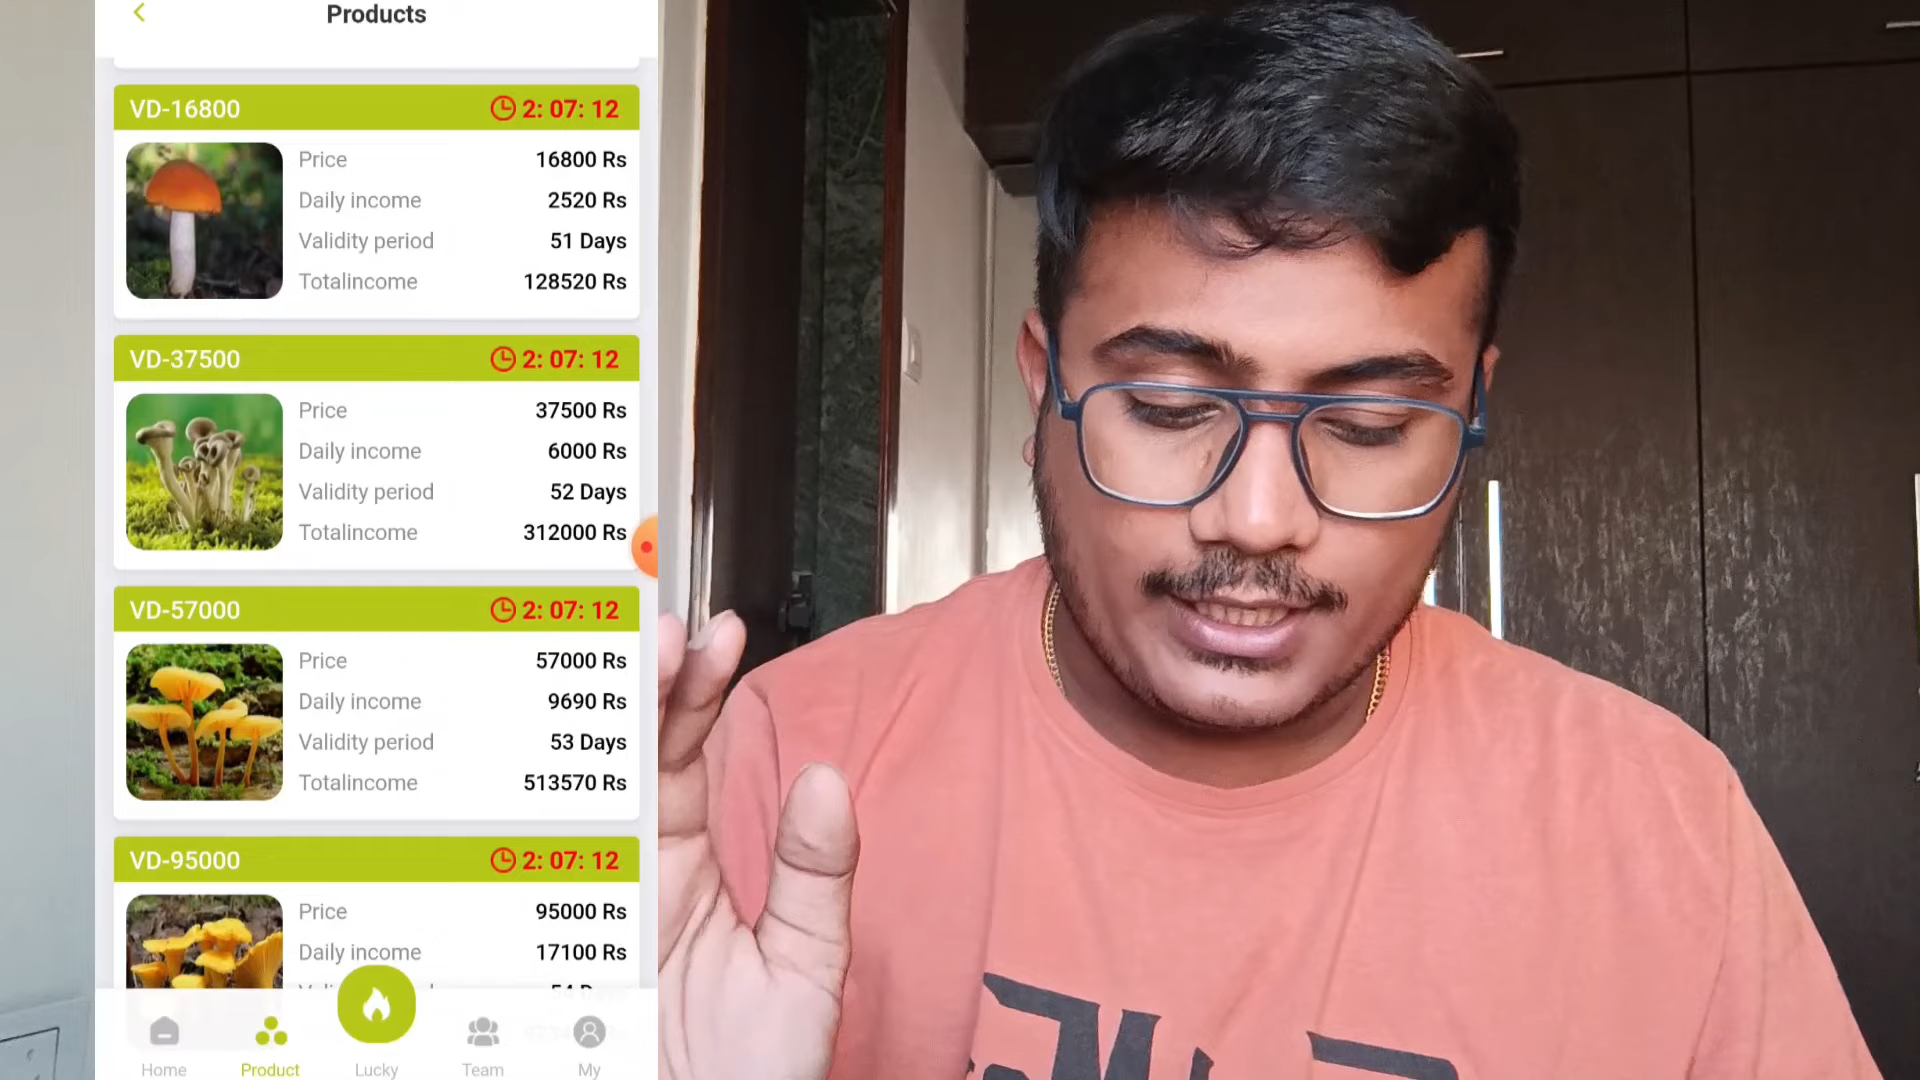 Products
VD-16800 2: 07: 12
Price 16800 Rs
Daily income 2520 Rs
Validity period 51 Days
Totalincome 128520 Rs
VD-37500 2: 07: 12
Price 37500 Rs
Daily income 6000 Rs
Validity period 52 Days
Totalincome 312000 Rs
VD-57000 2: 07: 12
Price 57000 Rs
Daily income 9690 Rs
Validity period 53 Days
Totalincome 513570 Rs
VD-95000 2: 07: 12
Price 95000 Rs
Daily income 17100 Rs
Home Product Lucky Team My